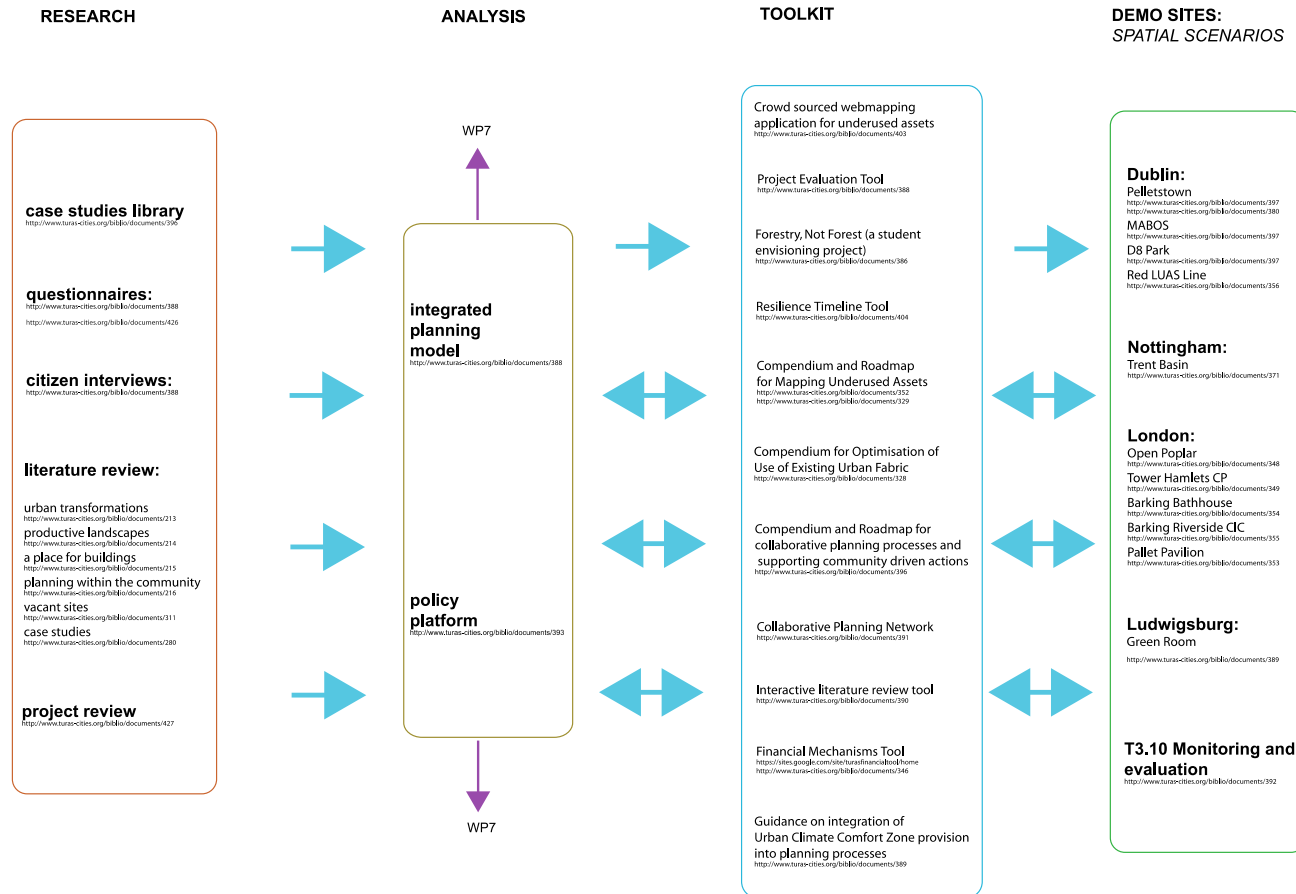 RESEARCH
case studies library
http://www.turas-cities.org/biblio/documents/396
questionnaires:
http://www.turas-cities.org/biblio/documents/388
http://www.turas-cities.org/biblio/documents/426
citizen interviews:
http://www.turas-cities.org/biblio/documents/388
literature review:
urban transformations
http://www.turas-cities.org/biblio/documents/213
productive landscapes
http://www.turas-cities.org/biblio/documents/214
a place for buildings
http://www.turas-cities.org/biblio/documents/215
planning within the community
http://www.turas-cities.org/biblio/documents/216
vacant sites
http://www.turas-cities.org/biblio/documents/311
case studies
http://www.turas-cities.org/biblio/documents/280
project review
http://www.turas-cities.org/biblio/documents/427
ANALYSIS
WP7
integrated
planning
model
http://www.turas-cities.org/biblio/documents/388
policy
platform
http://www.turas-cities.org/biblio/documents/393
WP7
TOOLKIT
Crowd sourced webmapping
application for underused assets
http://www.turas-cities.org/biblio/documents/403
Project Evaluation Tool
http://www.turas-cities.org/biblio/documents/388
Forestry, Not Forest (a student
envisioning project)
http://www.turas-cities.org/biblio/documents/386
Resilience Timeline Tool
http://www.turas-cities.org/biblio/documents/404
Compendium and Roadmap
for Mapping Underused Assets
http://www.turas-cities.org/biblio/documents/352
http://www.turas-cities.org/biblio/documents/329
Compendium for Optimisation of
Use of Existing Urban Fabric
http://www.turas-cities.org/biblio/documents/328
Compendium and Roadmap for
collaborative planning processes and
supporting community driven actions
http://www.turas-cities.org/biblio/documents/396
Collaborative Planning Network
http://www.turas-cities.org/biblio/documents/391
Interactive literature review tool
http://www.turas-cities.org/biblio/documents/390
Financial Mechanisms Tool
https://sites.google.com/site/turasfinancialtool/home
http://www.turas-cities.org/biblio/documents/346
Guidance on integration of
Urban Climate Comfort Zone provision
into planning processes
http://www.turas-cities.org/biblio/documents/389
DEMO SITES:
SPATIAL SCENARIOS
Dublin:
Pelletstown
http://www.turas-cities.org/biblio/documents/397
http://www.turas-cities.org/biblio/documents/380
MABOS
http://www.turas-cities.org/biblio/documents/397
D8 Park
http://www.turas-cities.org/biblio/documents/397
Red LUAS Line
http://www.turas-cities.org/biblio/documents/356
Nottingham:
Trent Basin
http://www.turas-cities.org/biblio/documents/371
London:
Open Poplar
http://www.turas-cities.org/biblio/documents/348
Tower Hamlets CP
http://www.turas-cities.org/biblio/documents/349
Barking Bathhouse
http://www.turas-cities.org/biblio/documents/354
Barking Riverside CIC
http://www.turas-cities.org/biblio/documents/355
Pallet Pavilion
http://www.turas-cities.org/biblio/documents/353
Ludwigsburg:
Green Room
http://www.turas-cities.org/biblio/documents/389
T3.10 Monitoring and
evaluation
http://www.turas-cities.org/biblio/documents/392